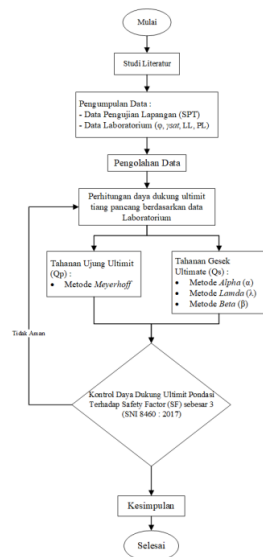 Mulai
Studi Literatur
Pengumpulan Data :
- Data Pengujian Lapangan (SPT)
- Data Laboratorium (φ, γsat, LL, PL)
Pengolahan Data
Perhitungan daya dukung ultimit
tiang pancang berdasarkan data
Laboratorium
Tahanan Ujung Ultimit
(Qp) :
• Metode Meyerhoff
Tahanan Gesek
Ultimate (Qs) :
• Metode Alpha (α)
• Metode Lamda (λ)
• Metode Beta (β)
Tidak Aman
Kontrol Daya Dukung Ultimit Pondasi
Terhadap Safety Factor (SF) sebesar 3
(SNI 8460 : 2017)
Kesimpulan
Selesai